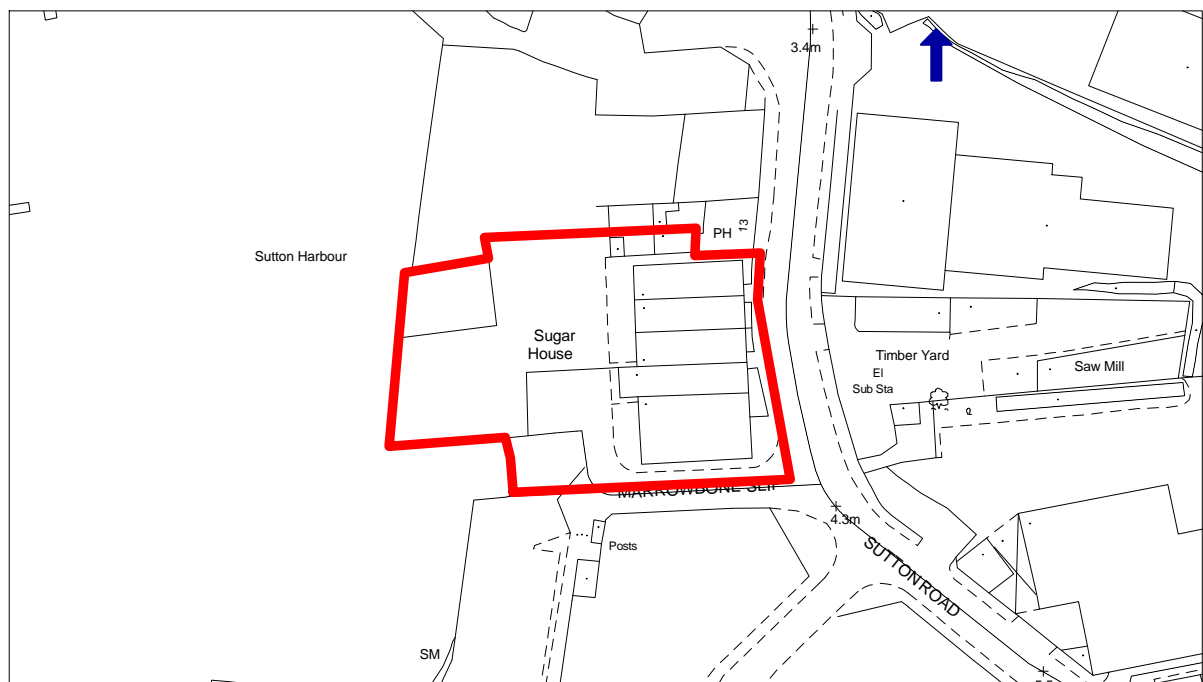 3.4m
PH
13
Sutton Harbour
Sugar
House
Timber Yard
El
Sub Sta
Saw Mill
MARROWBONE SLIP
4.3m
Posts
SUTTON ROAD
SM